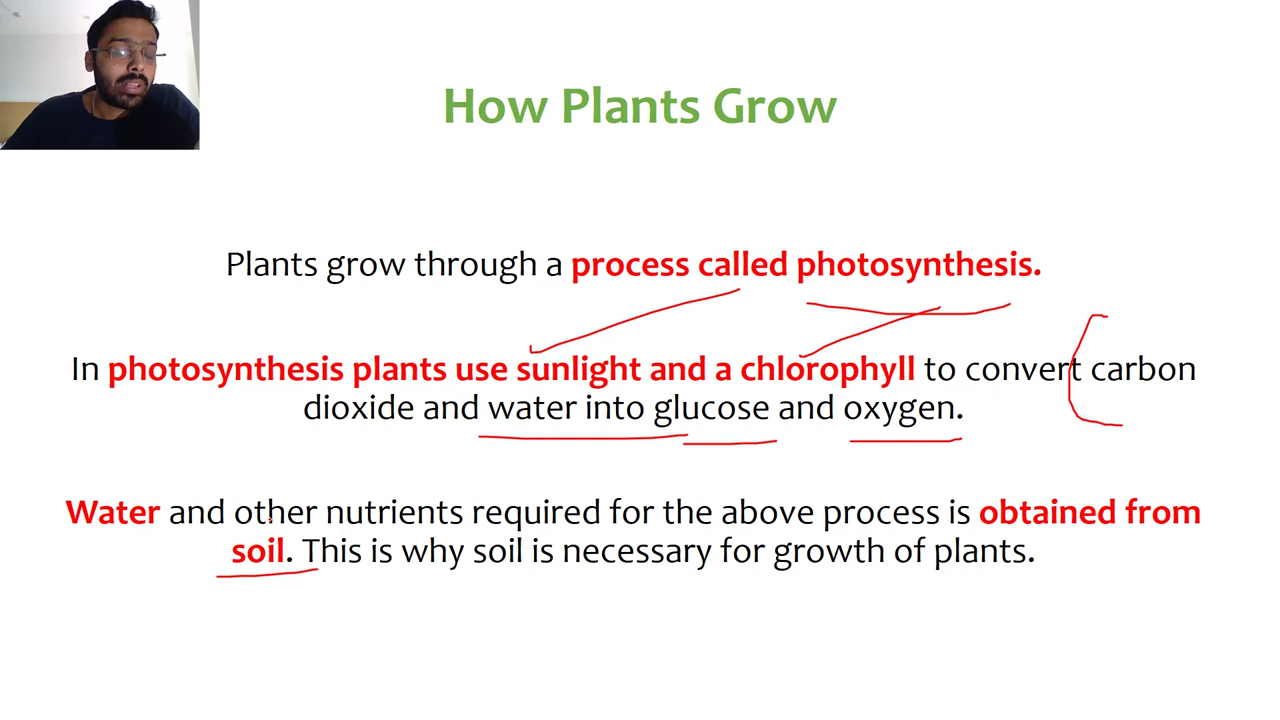 How Plants Grow
Plants grow through a process called photosynthesis.
In photosynthesis plants use sunlight and a chlorophyll to convert carbon
dioxide and water into glucose and oxygen.
Water and other nutrients required for the above process is obtained from
soil. This is why soil is necessary for growth of plants.